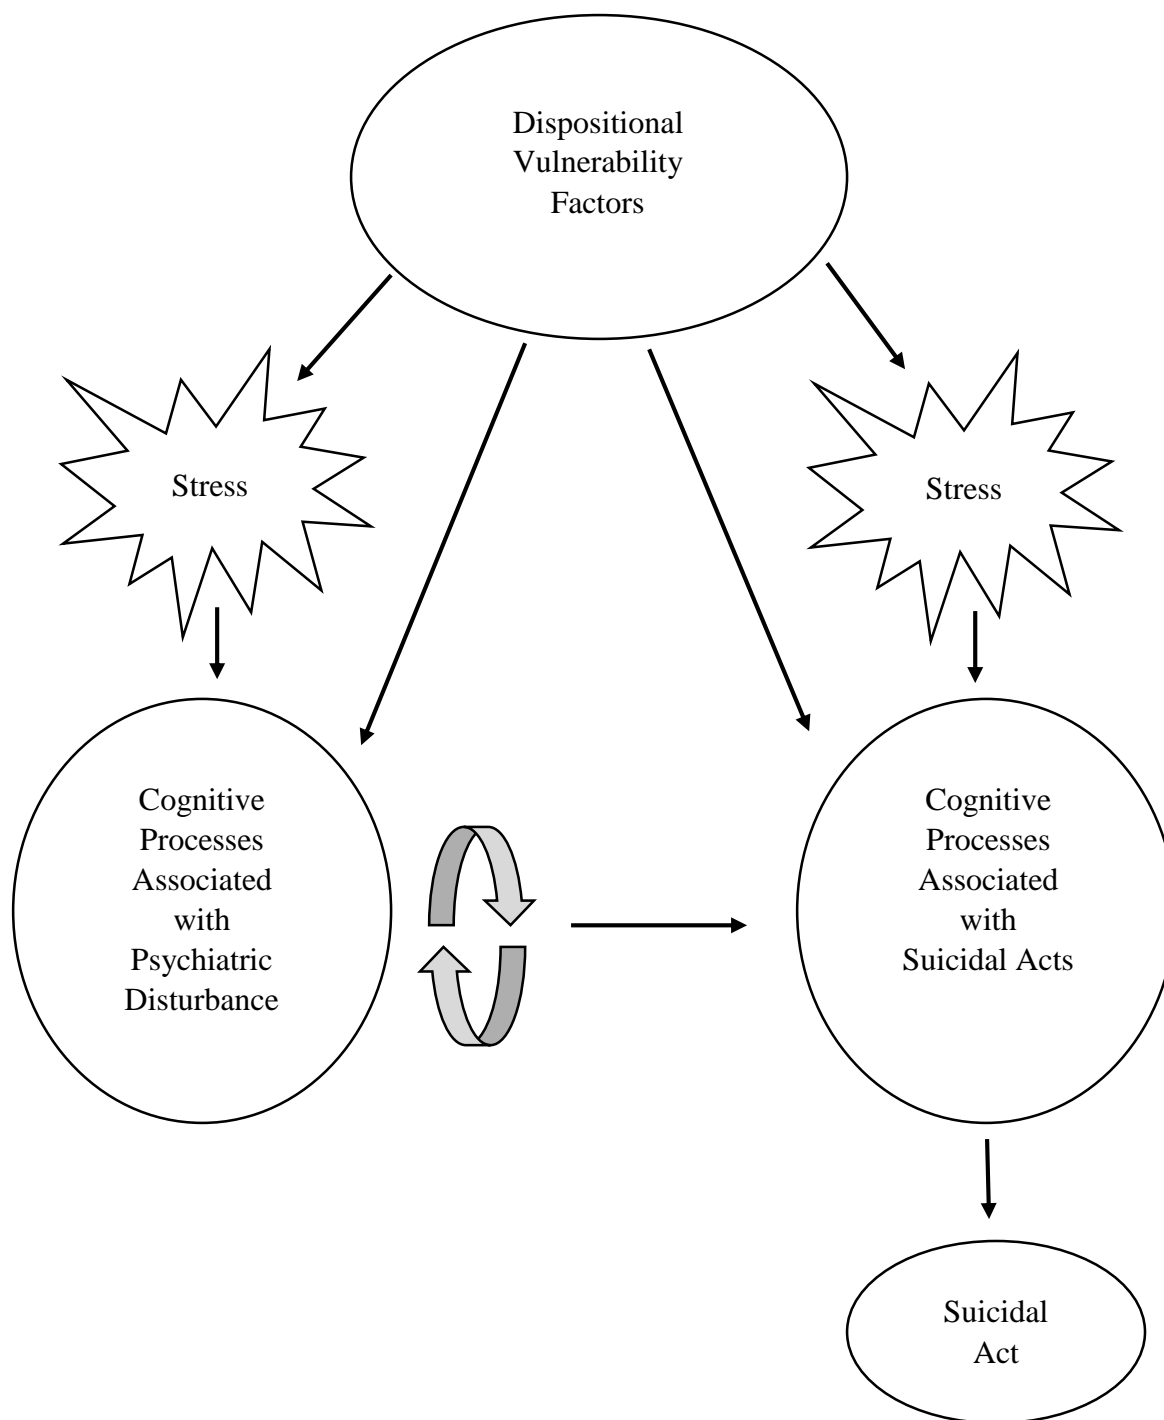 Dispositional
Vulnerability
Factors
Stress
Stress
Cognitive
Processes
Associated
with
Psychiatric
Disturbance
Cognitive
Processes
Associated
with
Suicidal Acts
Suicidal
Act